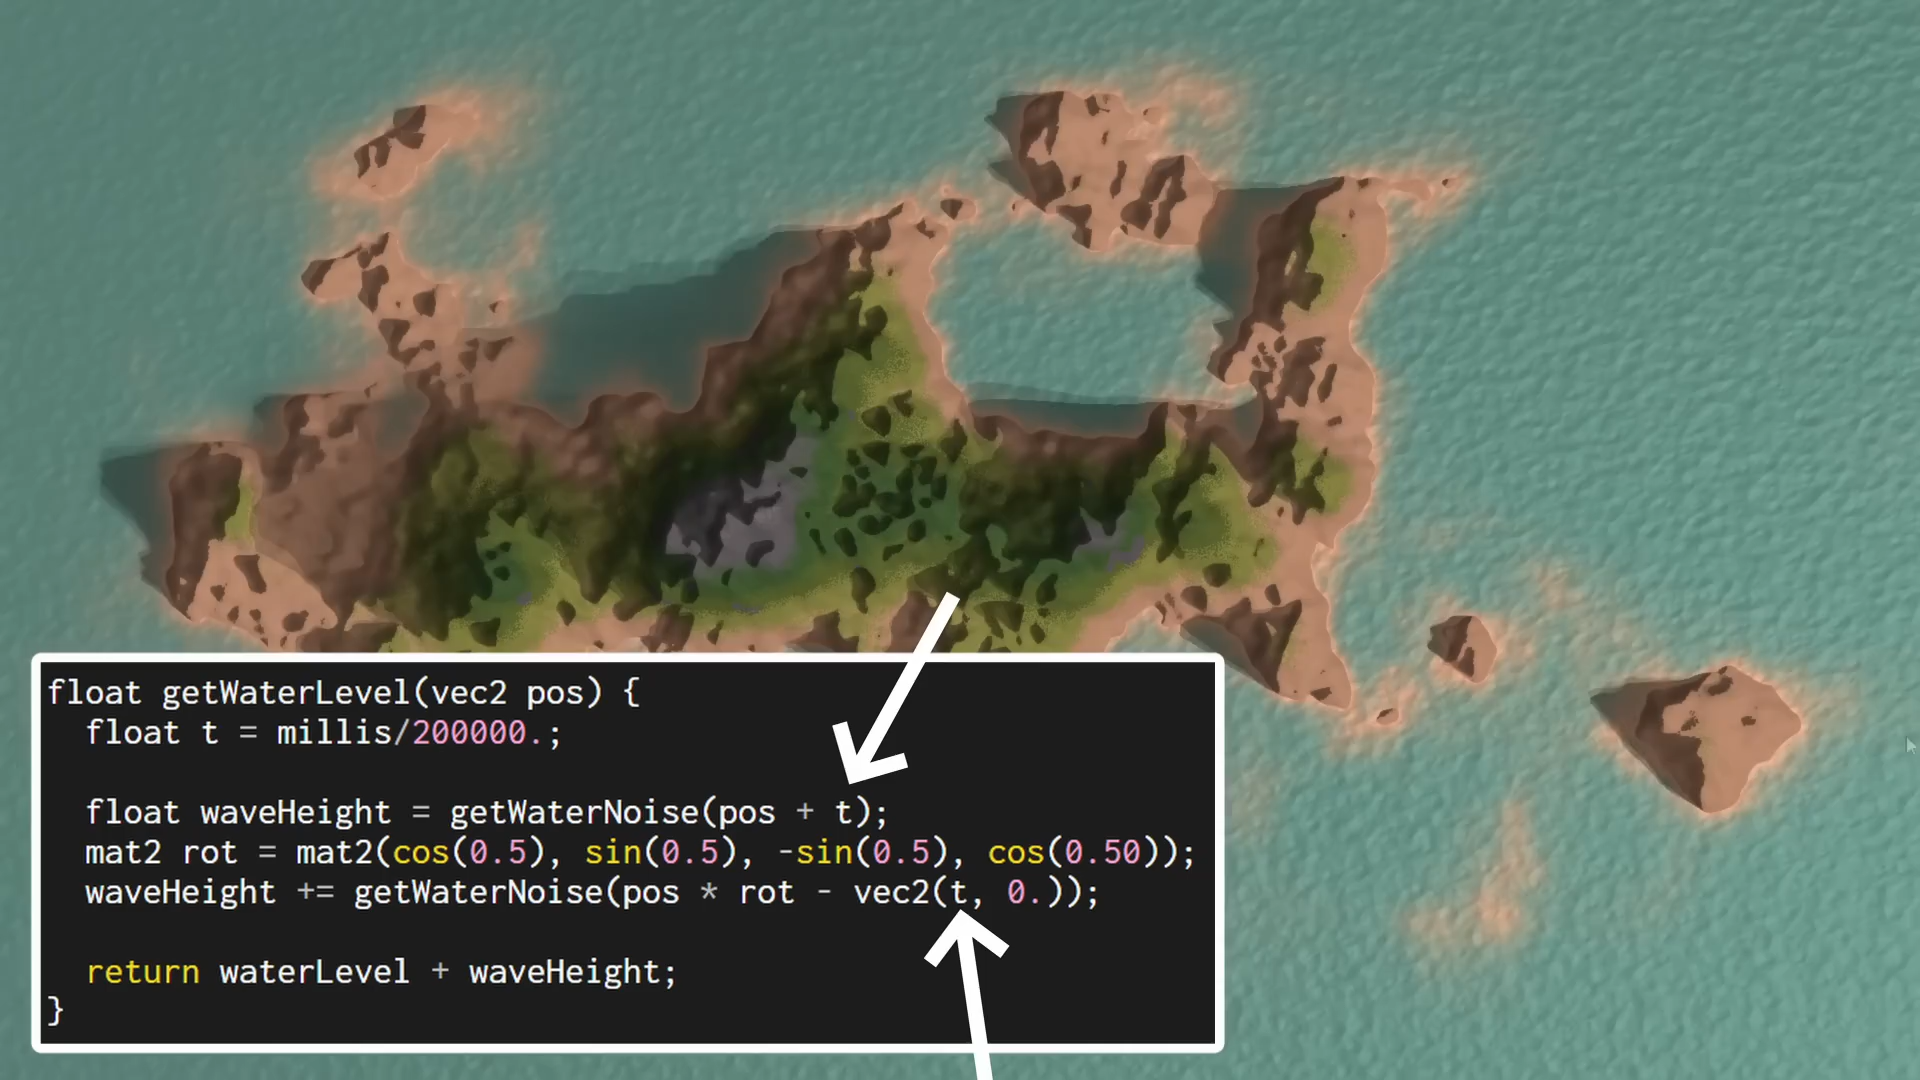 float getWaterLevel(vec2 pos) {
float t = millis/200000.;
float waveHeight = getWaterNoise(pos + t);
mat2 rot = mat2(cos(0.5), sin(0.5), -sin(0.5), cos(0.50));
waveHeight += getWaterNoise(pos * rot - vec2(t, 0.));
return waterLevel + waveHeight;
}